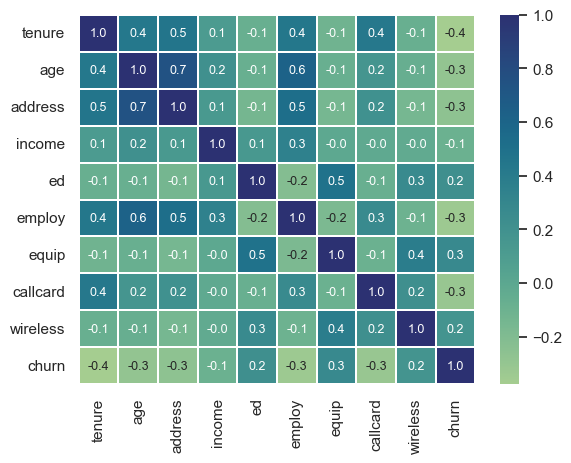 tenure 1.0 0.4 0.5 0.1 -0.1 0.4 -0.1 0.4 -0.1 -0.4
age 0.4 1.0 0.7 0.2 -0.1 0.6 -0.1 0.2 -0.1 -0.3
address 0.5 0.7 1.0 0.1 -0.1 0.5 -0.1 0.2 -0.1 -0.3
income 0.1 0.2 0.1 1.0 0.1 0.3 -0.0 -0.0 -0.0 -0.1
ed -0.1 -0.1 -0.1 0.1 1.0 -0.2 0.5 -0.1 0.3 0.2
employ 0.4 0.6 0.5 0.3 -0.2 1.0 -0.2 0.3 -0.1 -0.3
equip -0.1 -0.1 -0.1 -0.0 0.5 -0.2 1.0 -0.1 0.4 0.3
callcard 0.4 0.2 0.2 -0.0 -0.1 0.3 -0.1 1.0 0.2 -0.3
wireless -0.1 -0.1 -0.1 -0.0 0.3 -0.1 0.4 0.2 1.0 0.2
churn -0.4 -0.3 -0.3 -0.1 0.2 -0.3 0.3 -0.3 0.2 1.0
tenure
age
address
income
ed
employ
equip
callcard
wireless
churn
1.0
0.8
0.6
0.4
0.2
0.0
−0.2